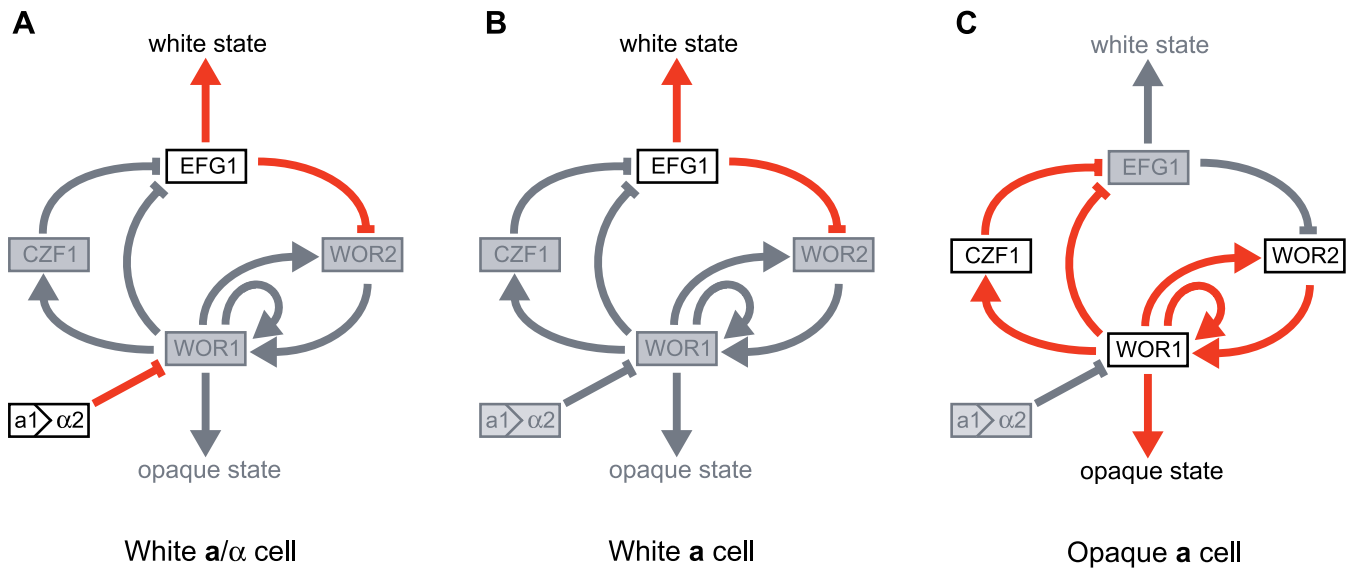 A
white state
EFG1
CZF1
WOR2
WOR1
a1 α2
opaque state
White a/α cell
B
white state
EFG1
CZF1
WOR2
WOR1
a1 α2
opaque state
White a cell
C
white state
EFG1
CZF1
WOR2
WOR1
a1 α2
opaque state
Opaque a cell